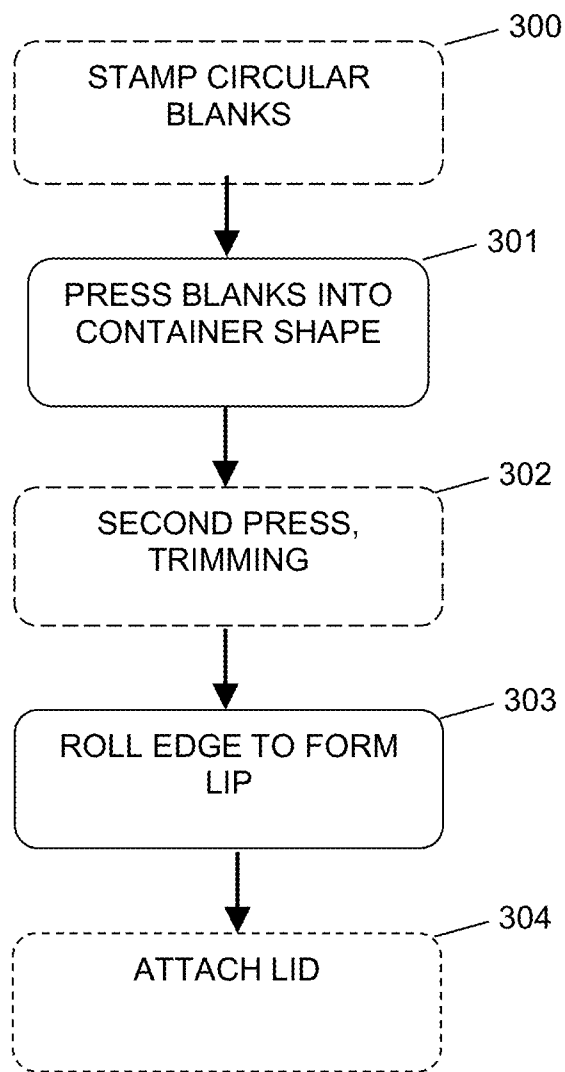 300
STAMP CIRCULAR
BLANKS
301
PRESS BLANKS INTO
CONTAINER SHAPE
302
SECOND PRESS,
TRIMMING
303
ROLL EDGE TO FORM
LIP
304
ATTACH LID